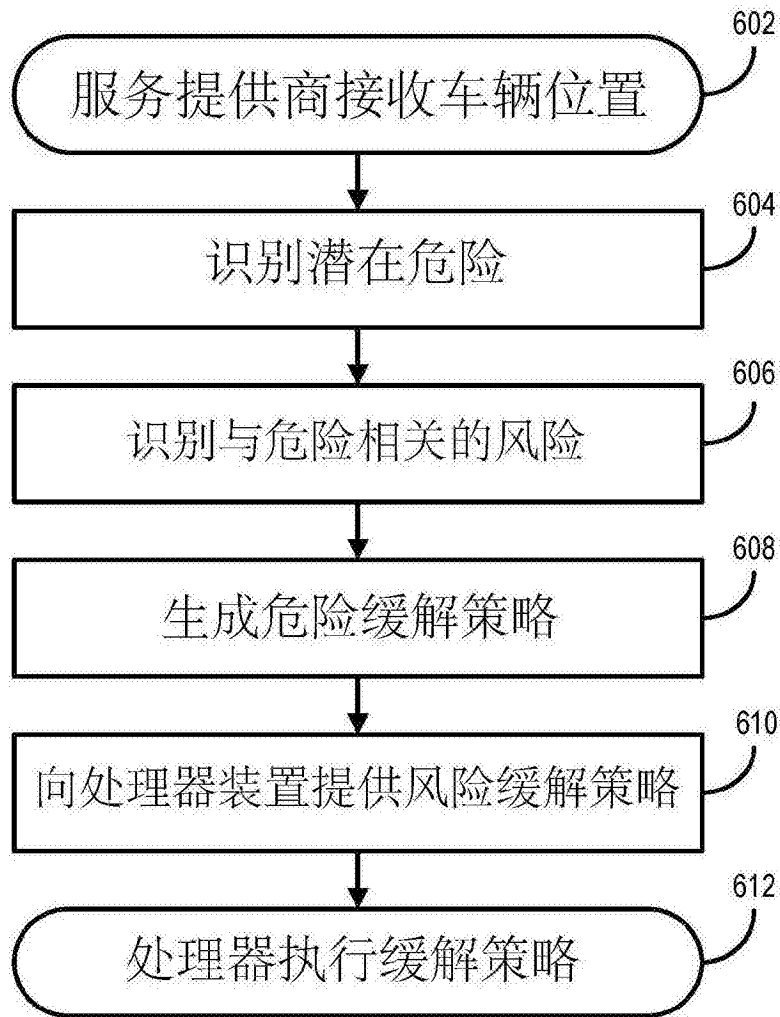 602
服务提供商接收车辆位置
604
识别潜在危险
606
识别与危险相关的风险
608
生成危险缓解策略
610
向处理器装置提供风险缓解策略
612
处理器执行缓解策略